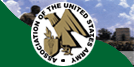 ASSOCIATION OF THE UNITED STATES ARMY